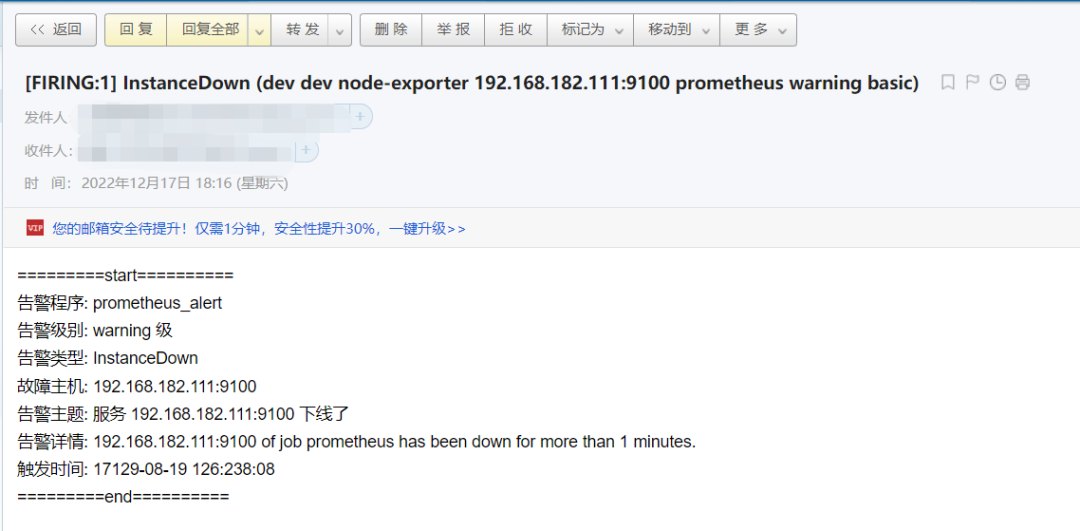 << 返回 回复 回复全部 转发 删除 举报 拒收 标记为 移动到 更多
[FIRING:1] InstanceDown (dev dev node-exporter 192.168.182.111:9100 prometheus warning basic)
发件人
收件人:
时 间: 2022年12月17日 18:16 (星期六)
VIP 您的邮箱安全待提升！仅需1分钟，安全性提升30%，一键升级>>
=========start==========
告警程序: prometheus_alert
告警级别: warning 级
告警类型: InstanceDown
故障主机: 192.168.182.111:9100
告警主题: 服务 192.168.182.111:9100 下线了
告警详情: 192.168.182.111:9100 of job prometheus has been down for more than 1 minutes.
触发时间: 17129-08-19 126:238:08
=========end==========